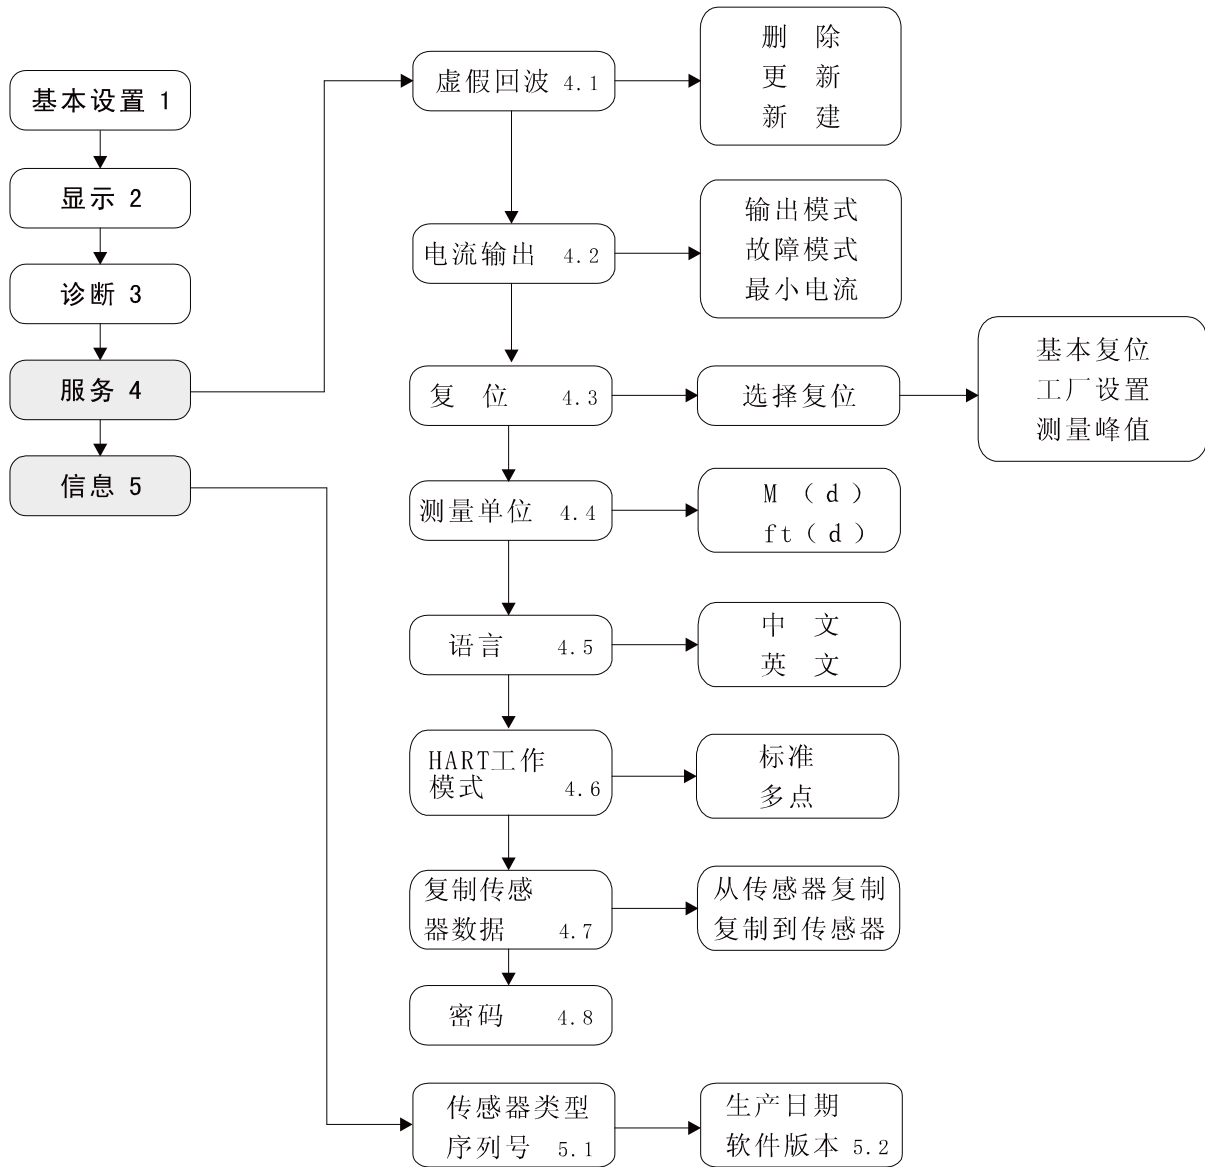 基本设置 1
显示 2
诊断 3
服务 4
信息 5
虚假回波 4.1
删 除
更 新
新 建
电流输出 4.2
输出模式
故障模式
最小电流
复 位 4.3
选择复位
基本复位
工厂设置
测量峰值
测量单位 4.4
M （d）
ft（d）
语言 4.5
中 文
英 文
HART工作
模式 4.6
标准
多点
复制传感
器数据 4.7
从传感器复制
复制到传感器
密码 4.8
传感器类型
序列号 5.1
生产日期
软件版本 5.2